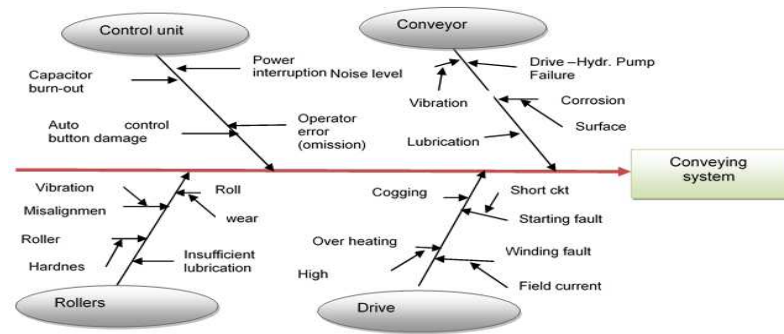 Control unit
Conveyor
Power
interruption Noise level
Drive –Hydr. Pump
Failure
Capacitor
burn-out
Vibration
Corrosion
Surface
Auto control
button damage
Operator
error
(omission)
Lubrication
Conveying
system
Vibration
Misalignmen
Roll
wear
Roller
Hardnes
Insufficient
lubrication
Rollers
Cogging
Short ckt
Starting fault
Over heating
High
Winding fault
Field current
Drive